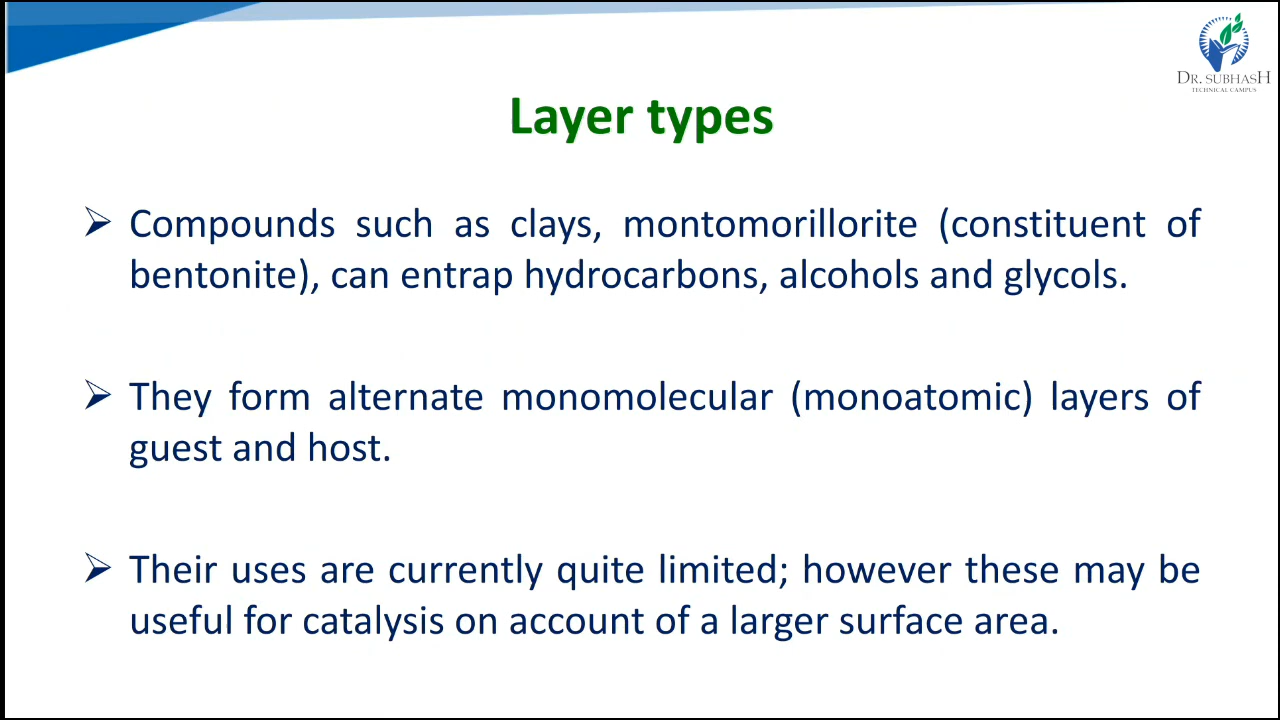 DR. SUBHASH
TECHNICAL CAMPUS
Layer types
➢ Compounds such as clays, montomorillorite (constituent of
bentonite), can entrap hydrocarbons, alcohols and glycols.
➢ They form alternate monomolecular (monoatomic) layers of
guest and host.
➢ Their uses are currently quite limited; however these may be
useful for catalysis on account of a larger surface area.